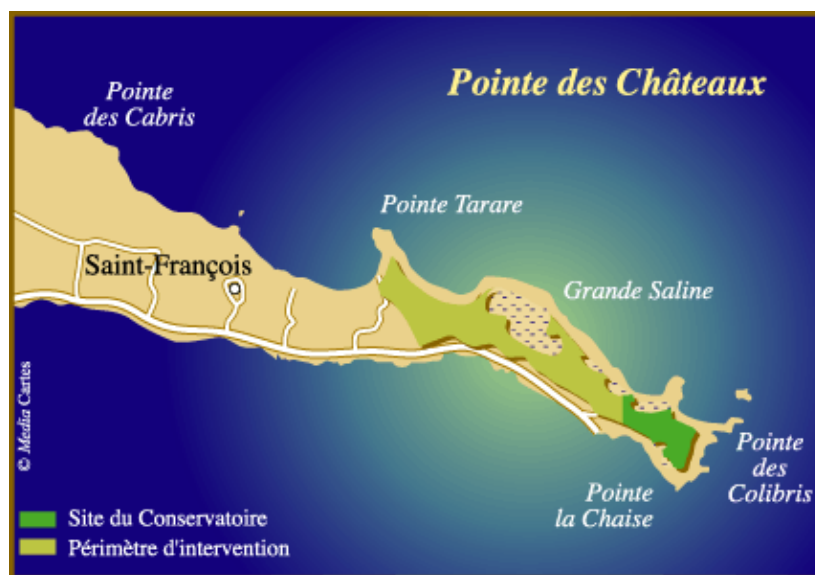 Pointe des Châteaux
Pointe
des Cabris
Pointe Tarare
Saint-François
Grande Saline
Pointe
des
Colibris
Pointe
la Chaise
© Media Cartes
Site du Conservatoire
Périmètre d'intervention